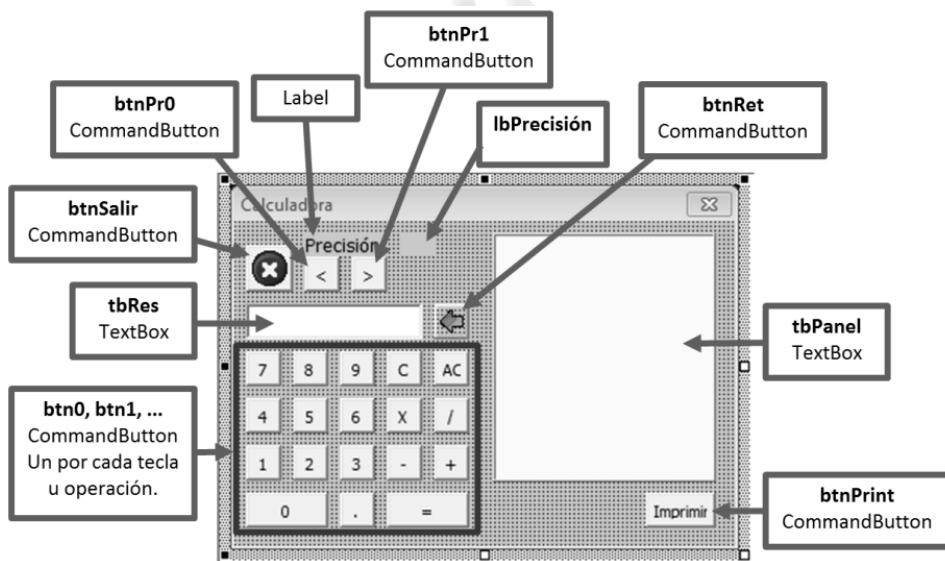 btnPr1
CommandButton
btnPr0
CommandButton
Label
lbPrecisión
btnRet
CommandButton
btnSalir
CommandButton
tbRes
TextBox
btn0, btn1, ...
CommandButton
Un por cada tecla
u operación.
Calculadora
Precisión
< >
7 8 9 C AC
4 5 6 X /
1 2 3 - +
0 . =
Imprimir
tbPanel
TextBox
btnPrint
CommandButton